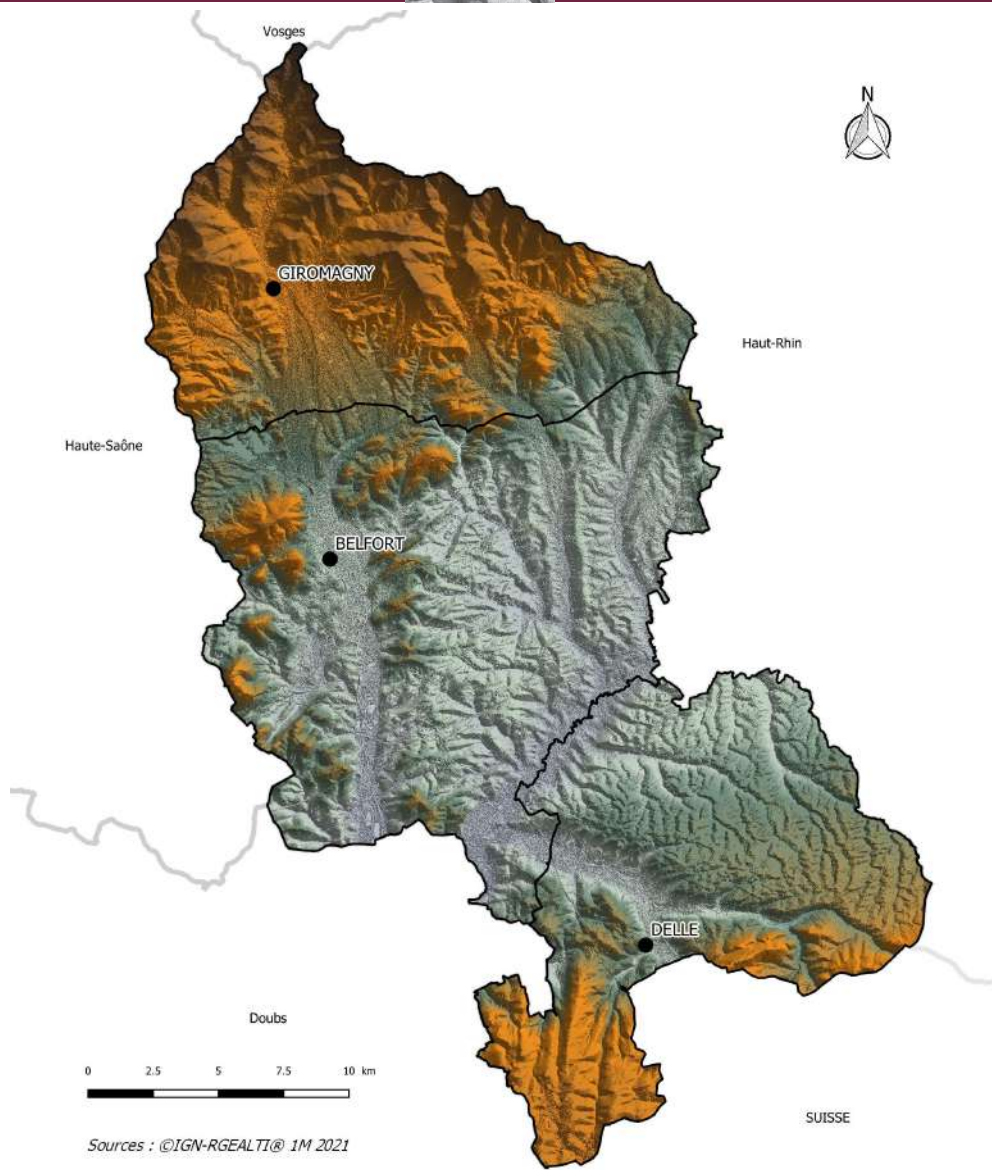 Vosges
N
GIROMAGNY
Haut-Rhin
Haute-Saône
BELFORT
DELLE
Doubs
0 2.5 5 7.5 10 km
SUISSE
Sources : ©IGN-RGEALTI® 1M 2021